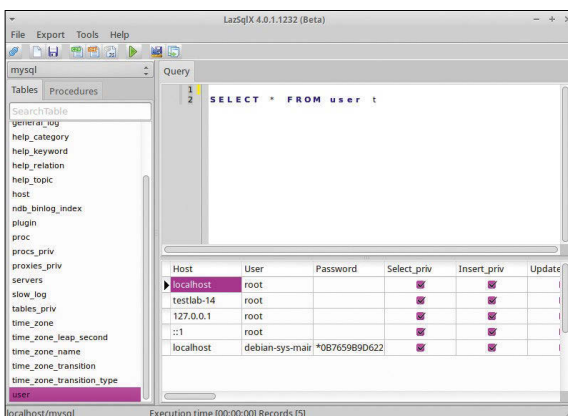 LazSqlX 4.0.1.1232 (Beta)
File Export Tools Help
mysql
Tables Procedures
SearchTable
general_log
help_category
help_keyword
help_relation
help_topic
host
ndb_binlog_index
plugin
proc
procs_priv
proxies_priv
servers
slow_log
tables_priv
time_zone
time_zone_leap_second
time_zone_name
time_zone_transition
time_zone_transition_type
user
Query
1
2 SELECT * FROM user t
Host User Password Select_priv Insert_priv Update
localhost root
testlab-14 root
127.0.0.1 root
::1 root
localhost debian-sys-main *0B7659B9D622
localhost/mysql Execution time [00:00:00] Records [5]